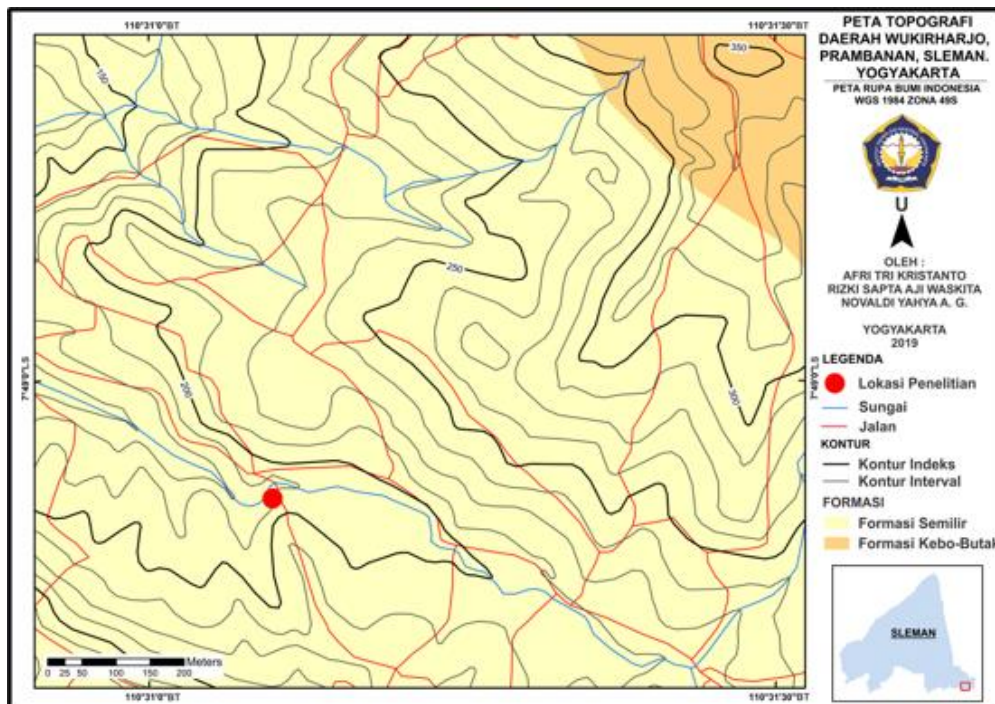 110°31'0"BT
110°31'30"BT
150
350
250
200
300
7°49'0"LS
7°49'0"LS
Meters
0 25 50 100 150 200
110°31'0"BT
110°31'30"BT
PETA TOPOGRAFI
DAERAH WUKIRHARJO,
PRAMBANAN, SLEMAN.
YOGYAKARTA
PETA RUPA BUMI INDONESIA
WGS 1984 ZONA 49S
U
OLEH :
AFRI TRI KRISTANTO
RIZKI SAPTA AJI WASKITA
NOVALDI YAHYA A. G.
YOGYAKARTA
2019
LEGENDA
Lokasi Penelitian
Sungai
Jalan
KONTUR
Kontur Indeks
Kontur Interval
FORMASI
Formasi Semilir
Formasi Kebo-Butak
SLEMAN